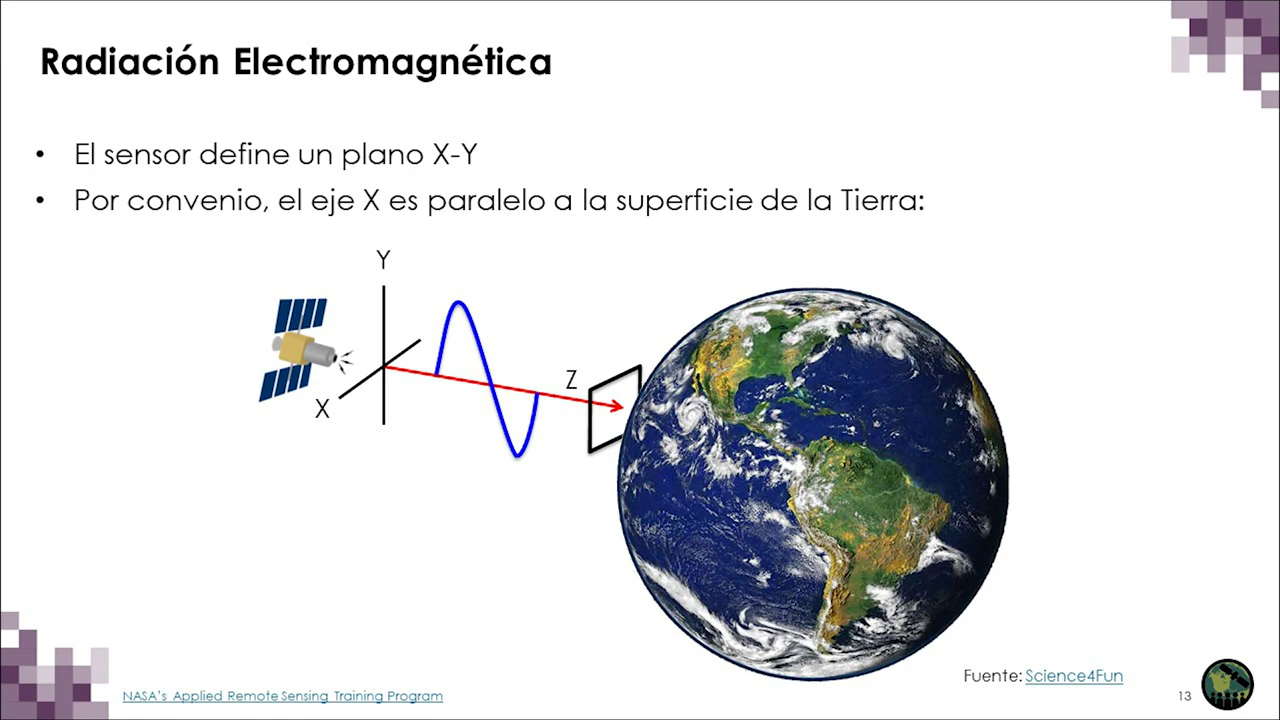 Radiación Electromagnética
• El sensor define un plano X-Y
• Por convenio, el eje X es paralelo a la superficie de la Tierra:
Y
Z
X
Fuente: Science4Fun
NASA's Applied Remote Sensing Training Program
13